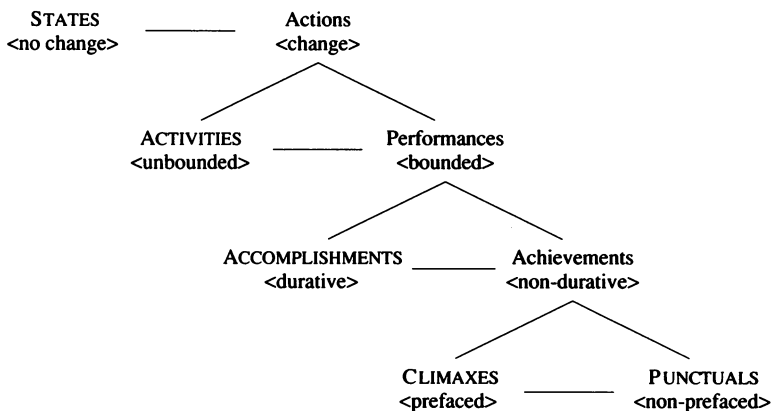 STATES Actions
<no change> <change>
ACTIVITIES Performances
<unbounded> <bounded>
ACCOMPLISHMENTS Achievements
<durative> <non-durative>
CLIMAXES PUNCTUALS
<prefaced> <non-prefaced>